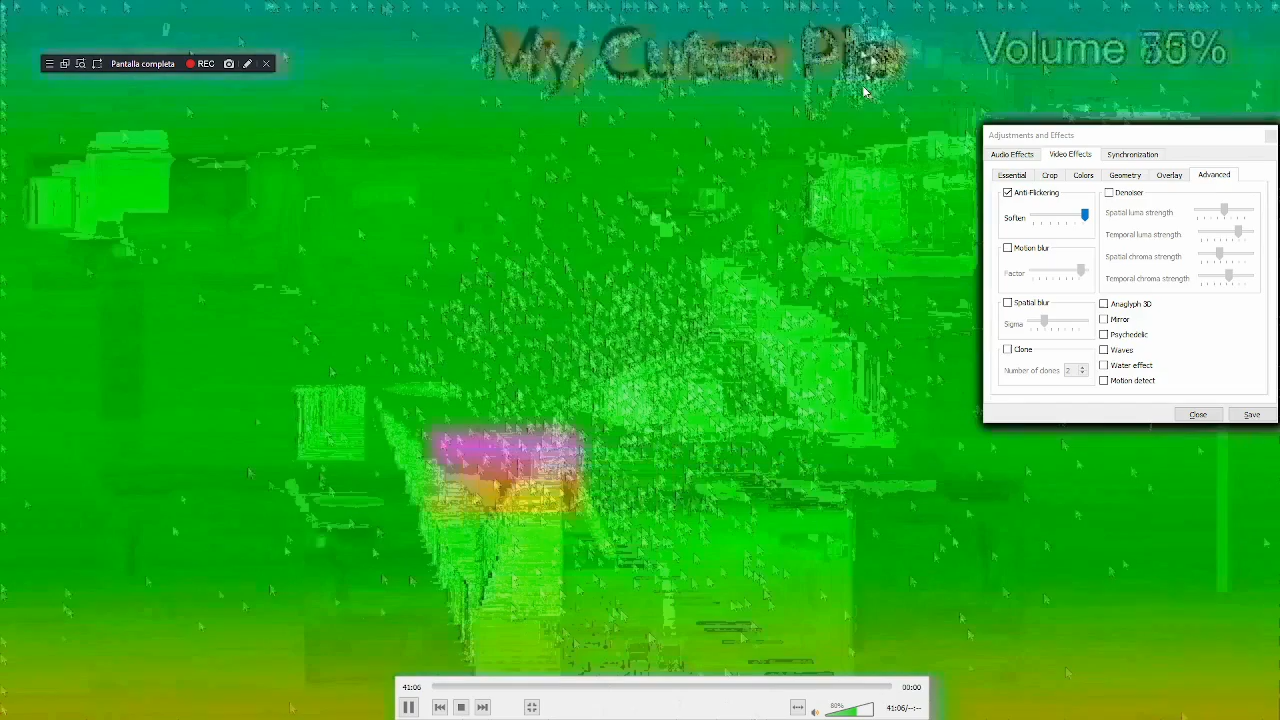 My Cutee Pie
Volume
Pantalla completa
REC
Adjustments and Effects
Audio Effects
Video Effects
Synchronization
Essential
Crop
Colors
Geometry
Overlay
Advanced
Anti-Flickering
Soften
Motion blur
Factor
Spatial blur
Sigma
Clone
Number of clones
2
Denoiser
Spatial luma strength
Temporal luma strength
Spatial chroma strength
Temporal chroma strength
Anaglyph 3D
Mirror
Psychedelic
Waves
Water effect
Motion detect
Close
Save
41:06
00:00
80%
41:06/--:--